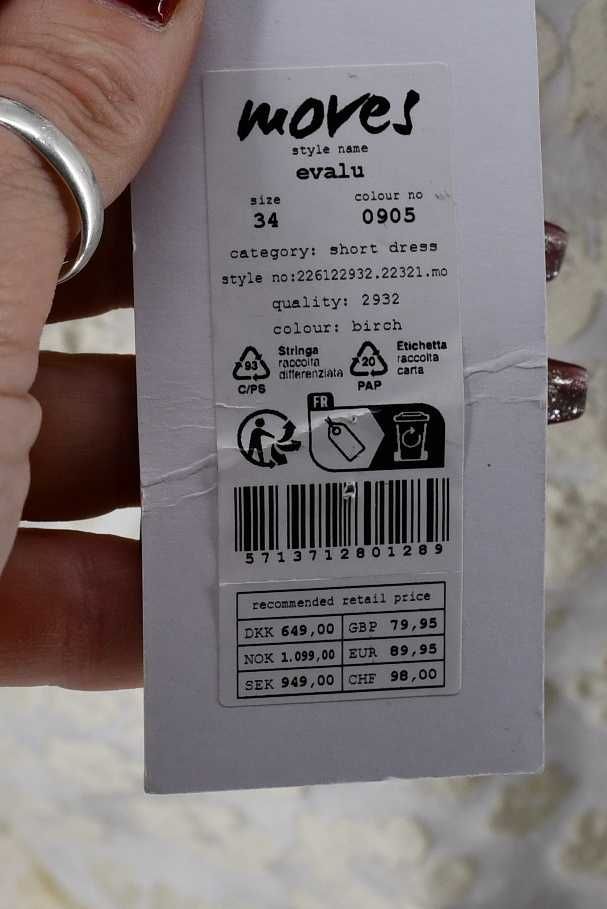 moves
style name
evalu
size colour no
34 0905
category: short dress
style no:226122932.22321.mo
quality: 2932
colour: birch
93 Stringa raccolta differenziata
C/PS
20 Etichetta raccolta carta
PAP
FR
5713712801289
recommended retail price
DKK 649,00 GBP 79,95
NOK 1.099,00 EUR 89,95
SEK 949,00 CHF 98,00